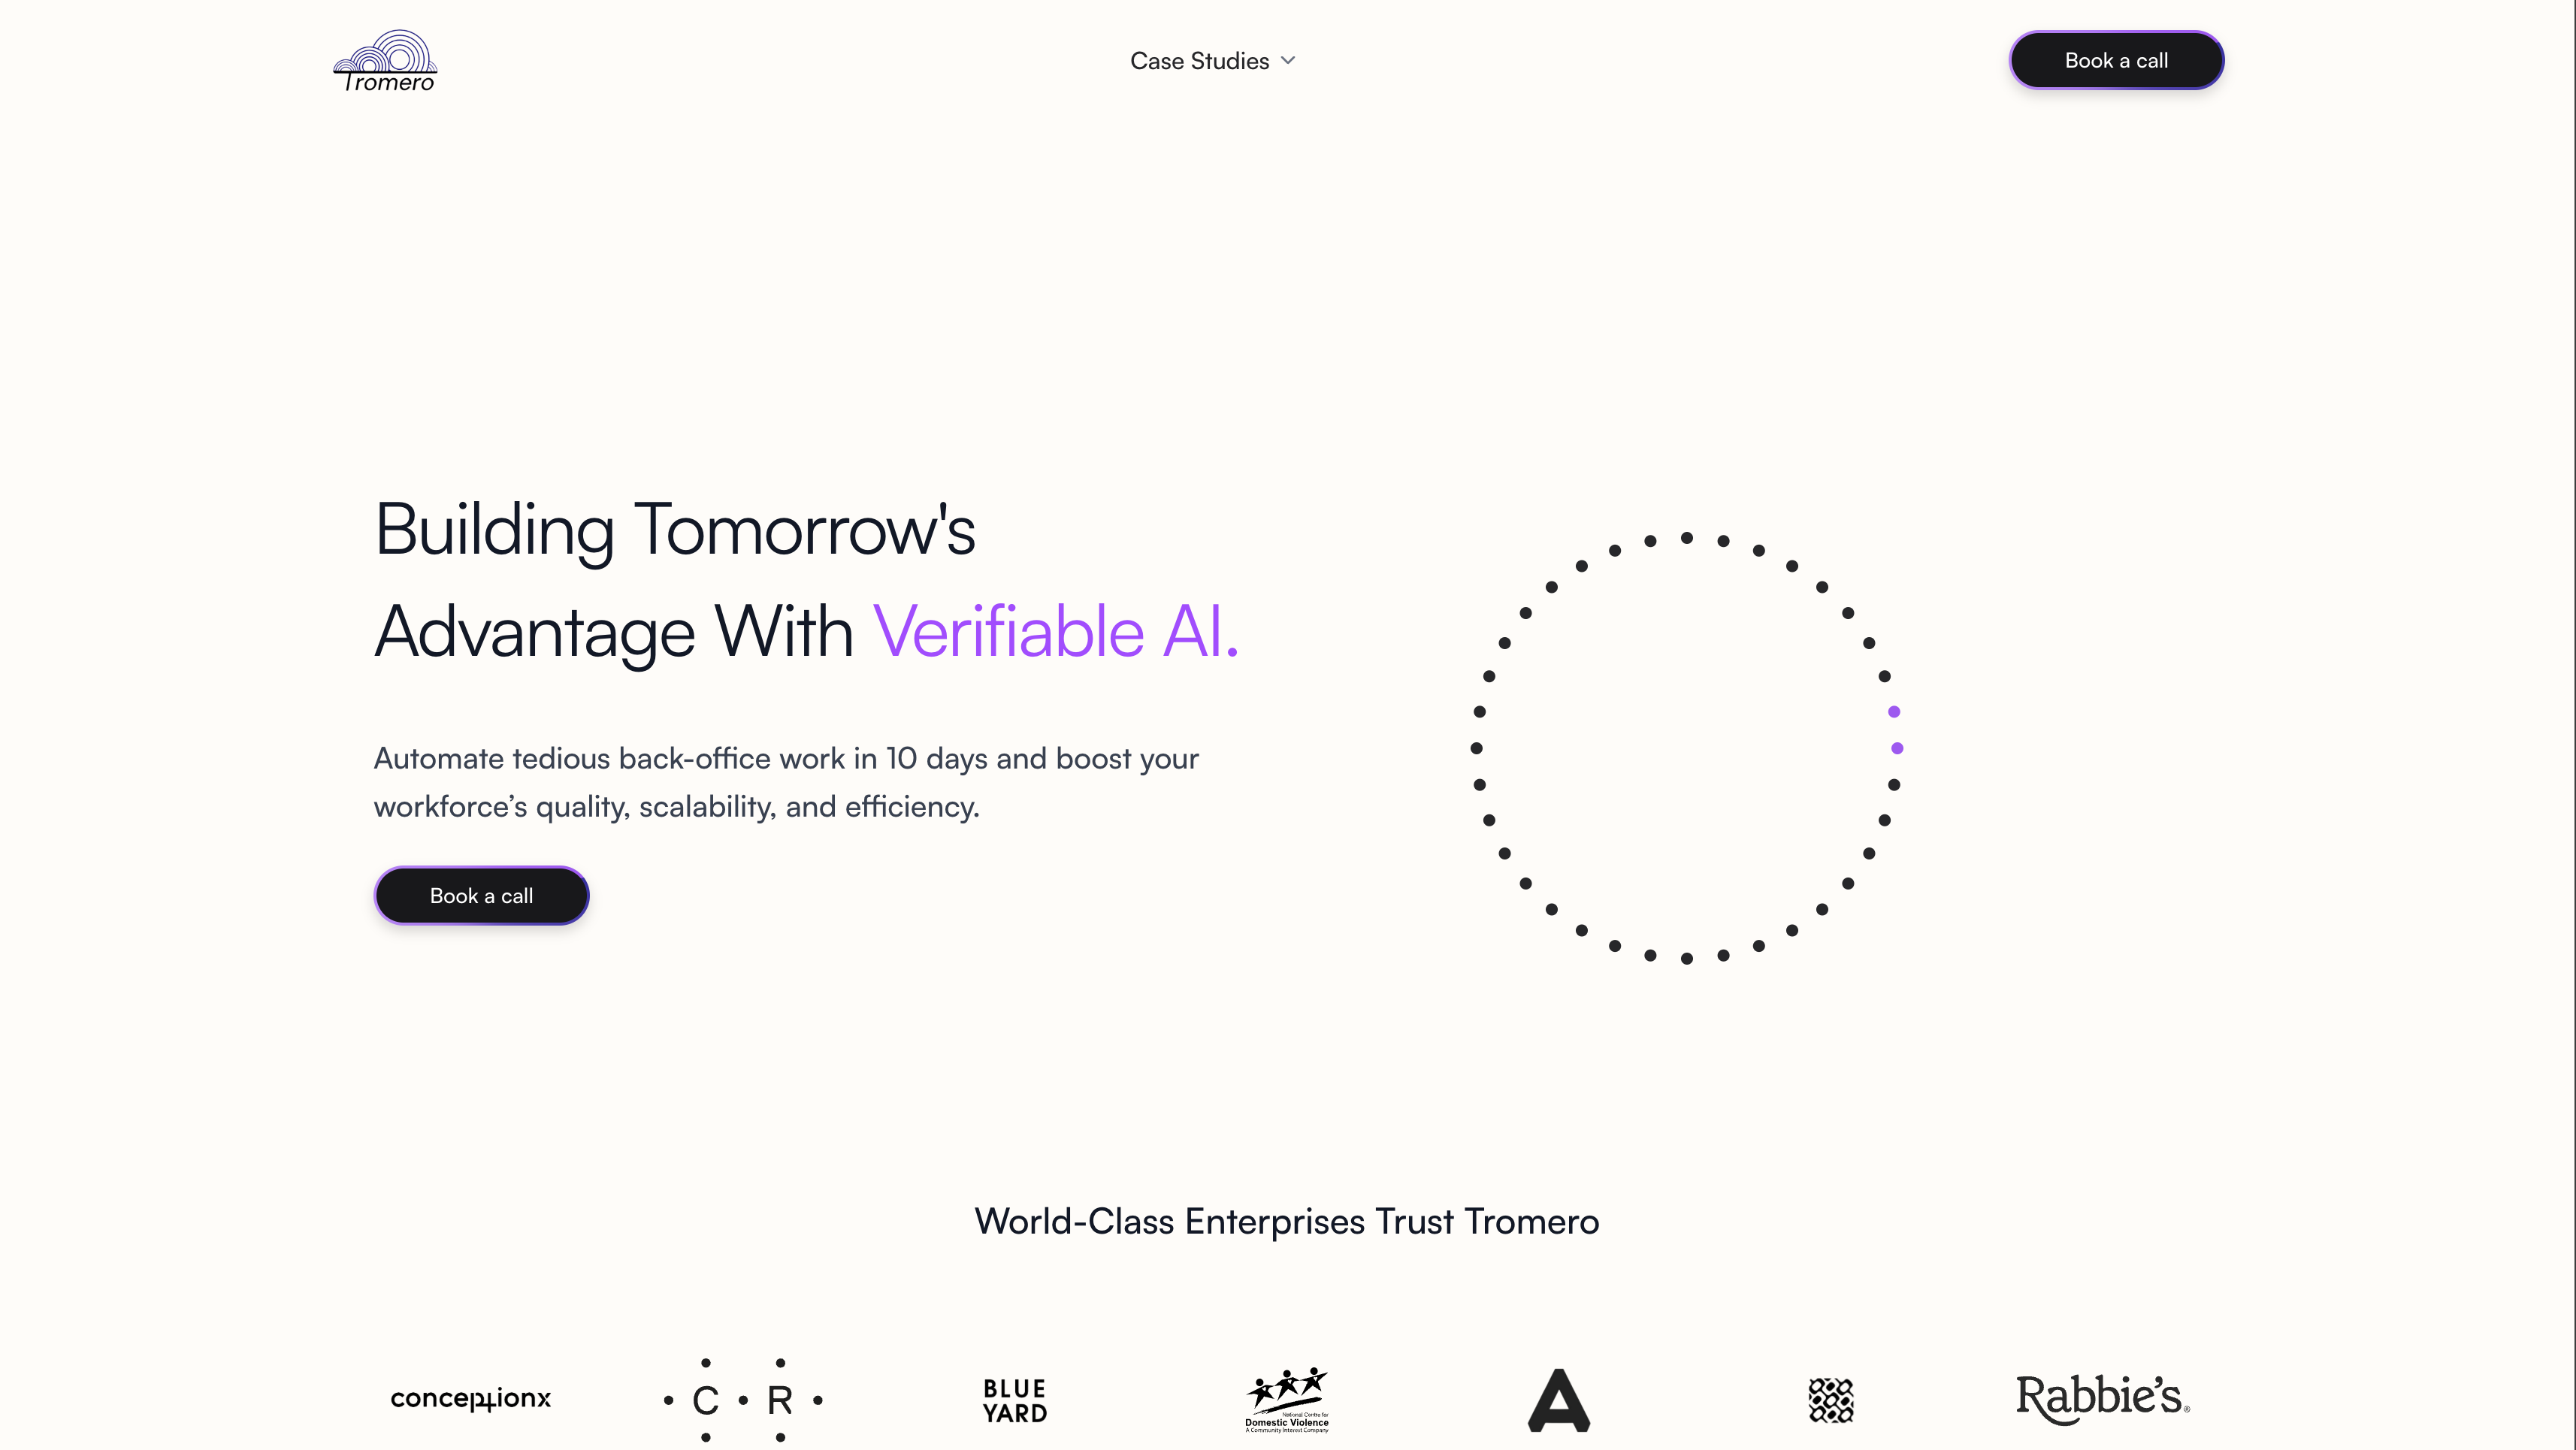 Tromero
Case Studies
Book a call
Building Tomorrow's
Advantage With Verifiable AI.
Automate tedious back-office work in 10 days and boost your
workforce’s quality, scalability, and efficiency.
Book a call
World-Class Enterprises Trust Tromero
conceptionx
C R
BLUE
YARD
National Centre for
Domestic Violence
A Community Interest Company
A
Rabbie's®